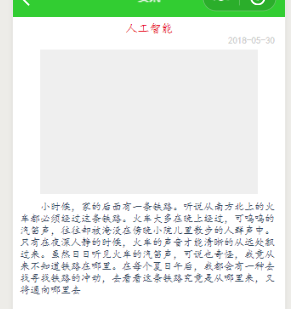 人工智能
2018-05-30
小时候，家的后面有一条铁路。听说从南方北上的火
车都必须经过这条铁路。火车大多在晚上经过，可呜呜的
汽笛声，往往却被淹没在傍晚小院儿里散步的人群声中。
只有在夜深人静的时候，火车的声音才能清晰的从远处飘
过来。虽然日日听见火车的汽笛声，可说也奇怪，我竟从
来不知道铁路在哪里。在每个夏日午后，我都会有一种去
找寻找铁路的冲动，去看看这条铁路究竟是从哪里来，又
将通向哪里去